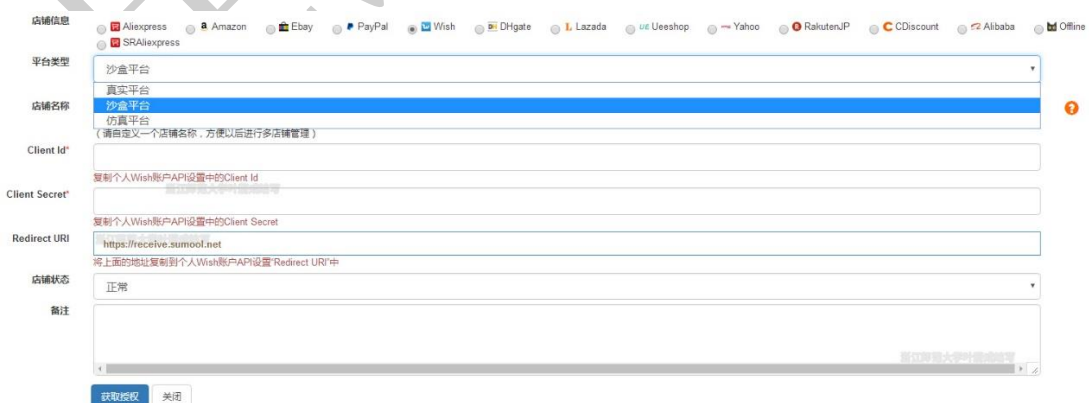 店铺信息 Aliexpress Amazon Ebay PayPal Wish DHgate Lazada Ueeshop Yahoo RakutenJP CDiscount Alibaba Offline
SRAliexpress
平台类型 沙盒平台
真实平台
店铺名称 沙盒平台
仿真平台
(请自定义一个店铺名称,方便以后进行多店铺管理)
Client Id*
复制个人Wish账户API设置中的Client Id
Client Secret*
复制个人Wish账户API设置中的Client Secret
Redirect URI https://receive.sumool.net
将上面的地址复制到个人Wish账户API设置"Redirect URI"中
店铺状态 正常
备注
获取授权 关闭